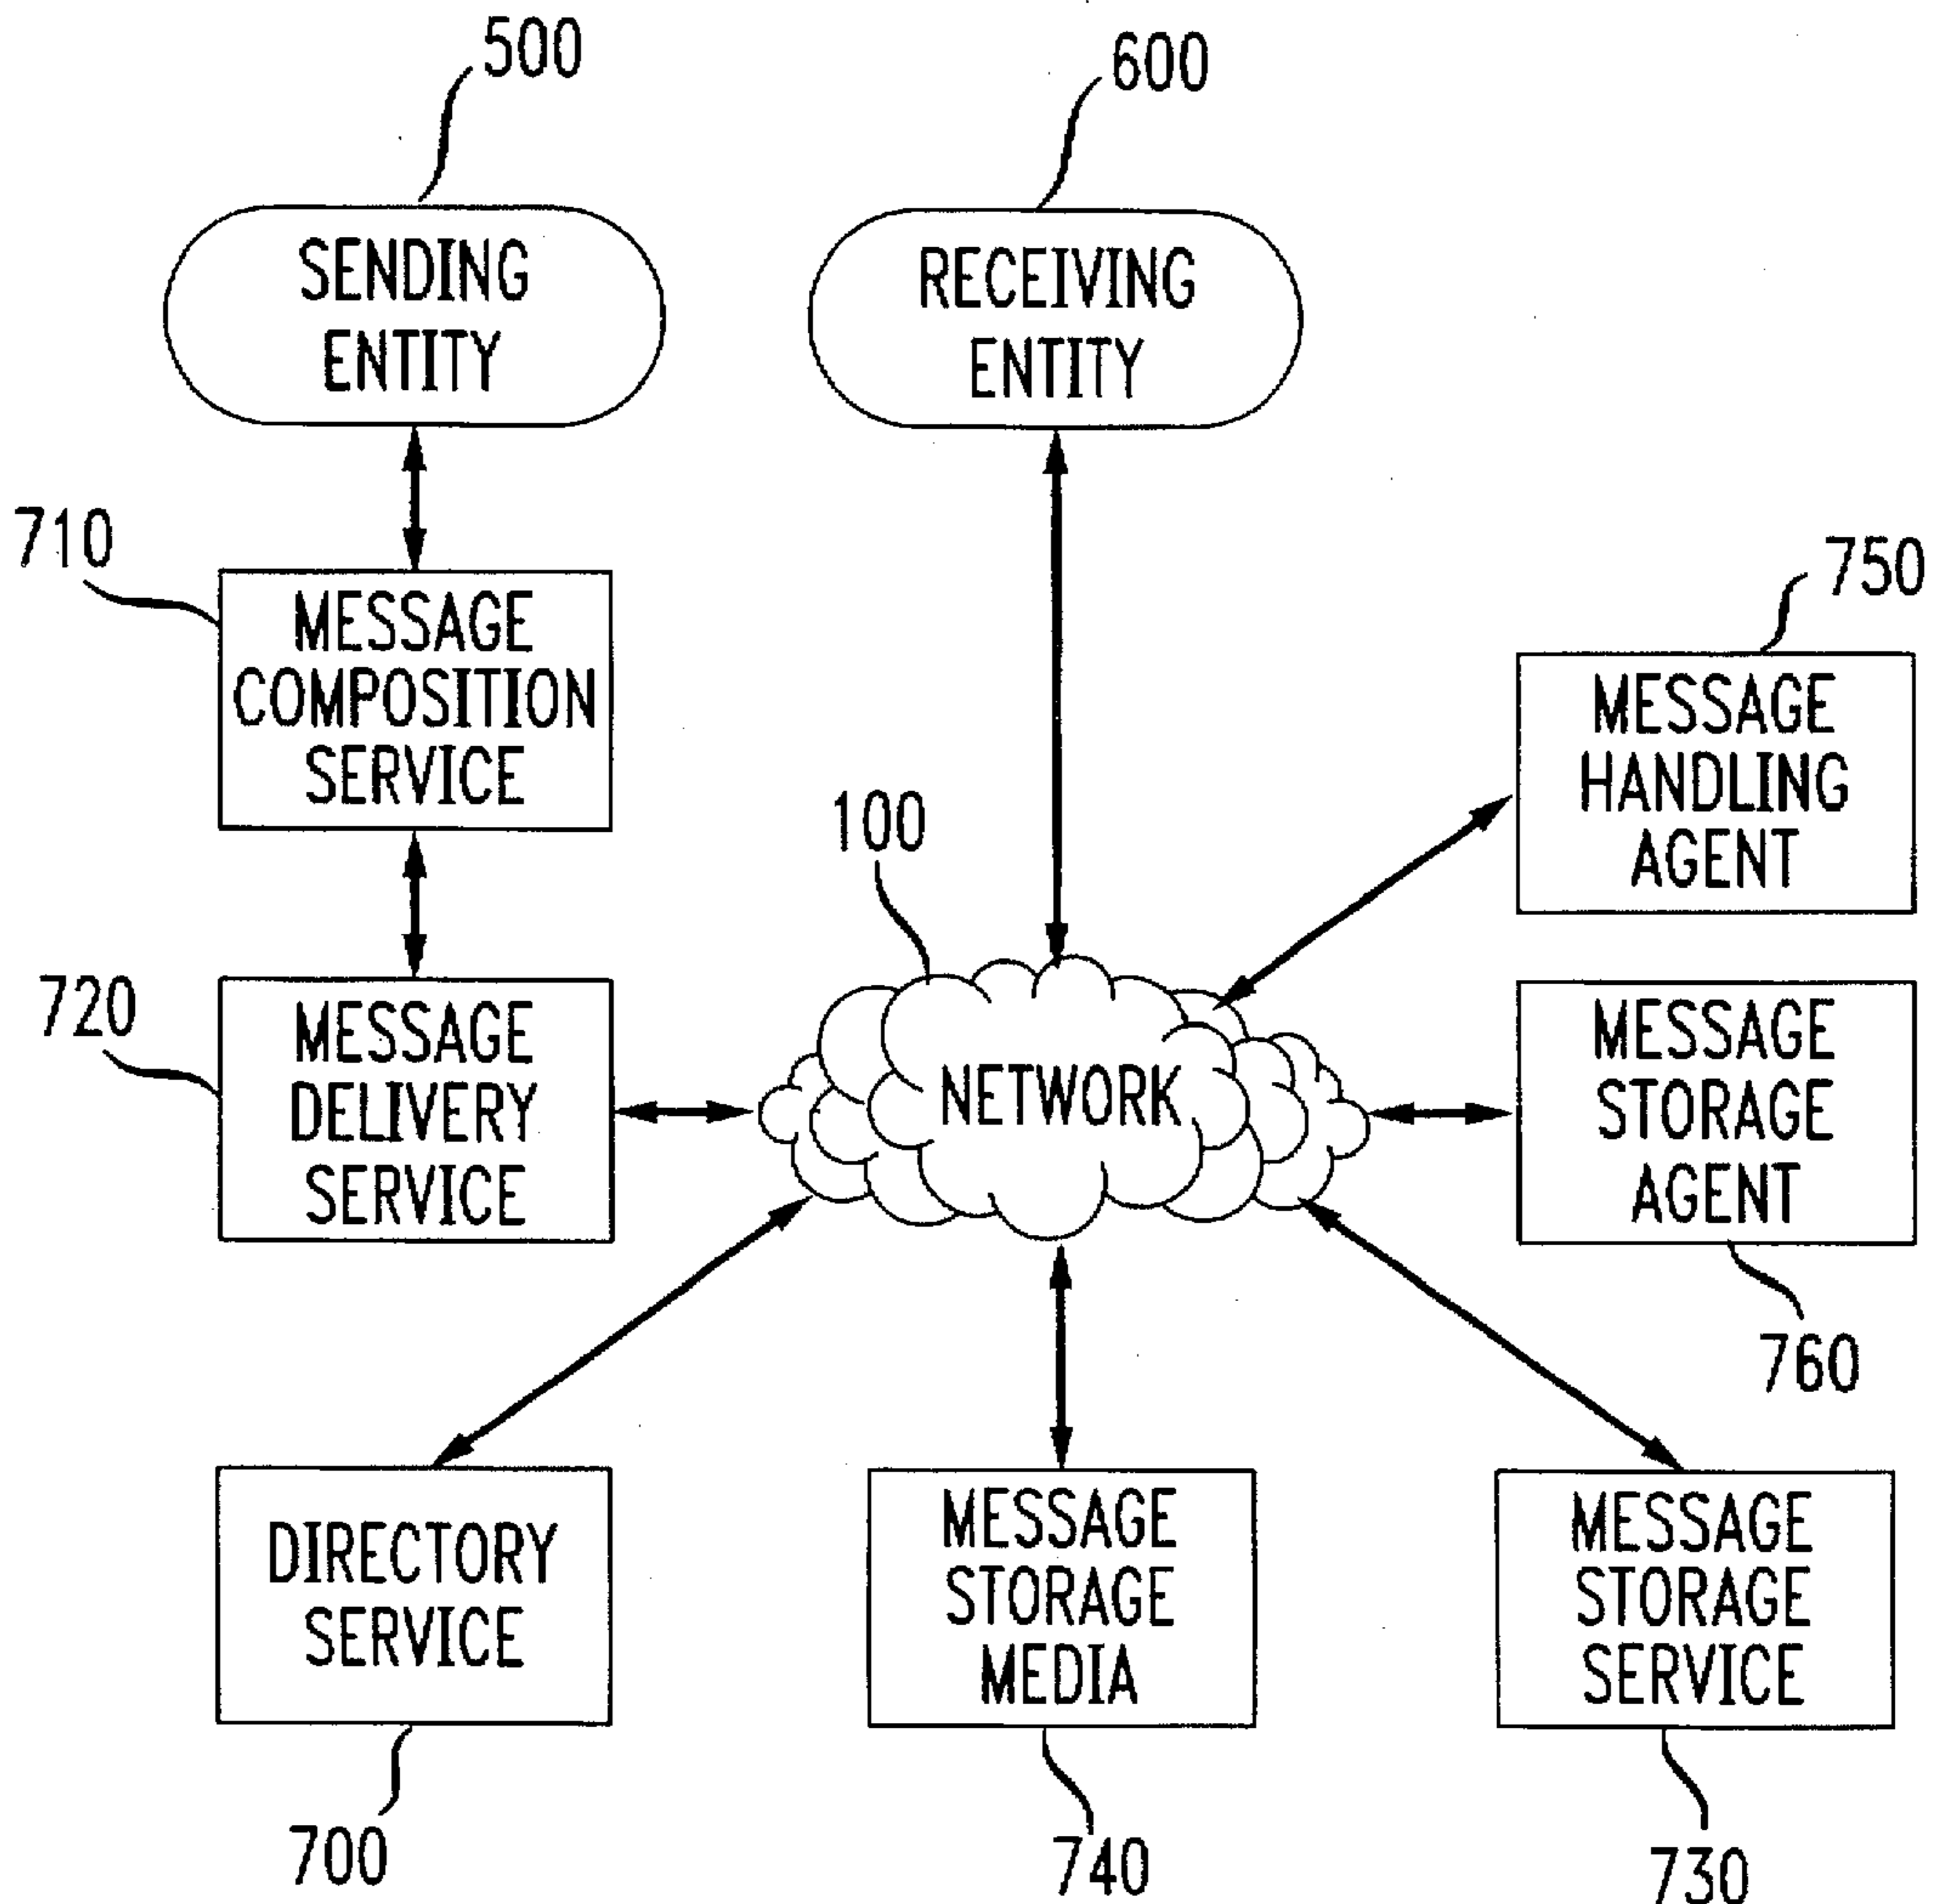 500
600
SENDING
ENTITY
RECEIVING
ENTITY
710
MESSAGE
COMPOSITION
SERVICE
750
MESSAGE
HANDLING
AGENT
100
720
MESSAGE
DELIVERY
SERVICE
NETWORK
MESSAGE
STORAGE
AGENT
760
DIRECTORY
SERVICE
MESSAGE
STORAGE
MEDIA
MESSAGE
STORAGE
SERVICE
700
740
730